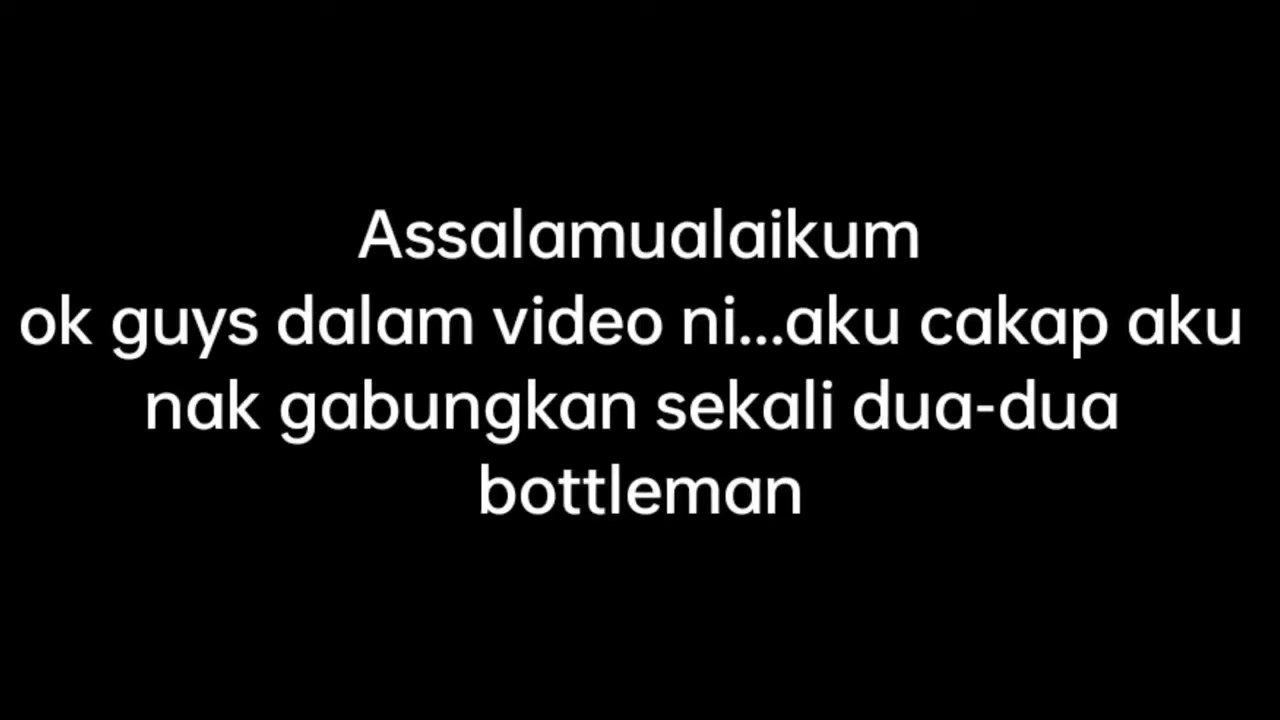 Assalamualaikum
ok guys dalam video ni...aku cakap aku
nak gabungkan sekali dua-dua
bottleman